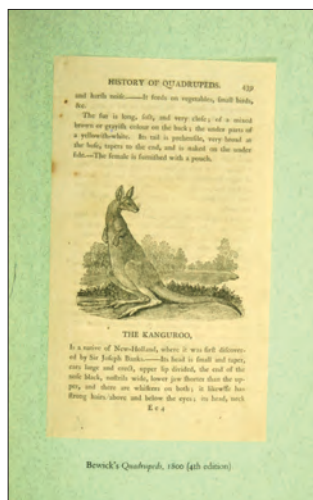 HISTORY OF QUADRUPEDS. 439
and harsh noise.——It feeds on vegetables, small birds,
&c.
The fur is long, soft, and very close; of a mixed
brown or greyish colour on the back; the under parts of
a yellowish-white. Its tail is prehensile, very broad at
the base, tapers to the end, and is naked on the under
side.—The female is furnished with a pouch.
THE KANGUROO,
Is a native of New-Holland, where it was first discover-
ed by Sir Joseph Banks.——Its head is small and taper,
ears large and erect, upper lip divided, the end of the
nose black, nostrils wide, lower jaw shorter than the up-
per, and there are whiskers on both; it likewise has
strong hairs above and below the eyes; its head, neck
E e 4
Bewick's Quadrupeds, 1800 (4th edition)